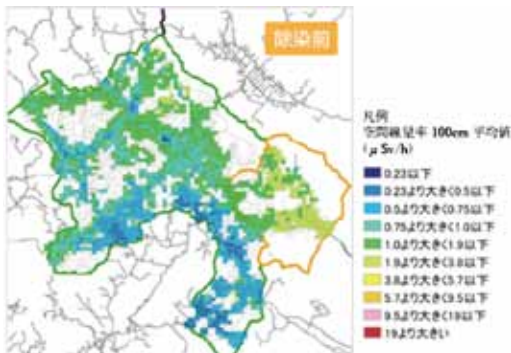 除染前
凡例
空間線量率 100cm 平均値
(μSv/h)
0.23以下
0.23より大きく0.5以下
0.5より大きく0.75以下
0.75より大きく1.0以下
1.0より大きく1.9以下
1.9より大きく3.8以下
3.8より大きく5.7以下
5.7より大きく9.5以下
9.5より大きく19以下
19より大きい